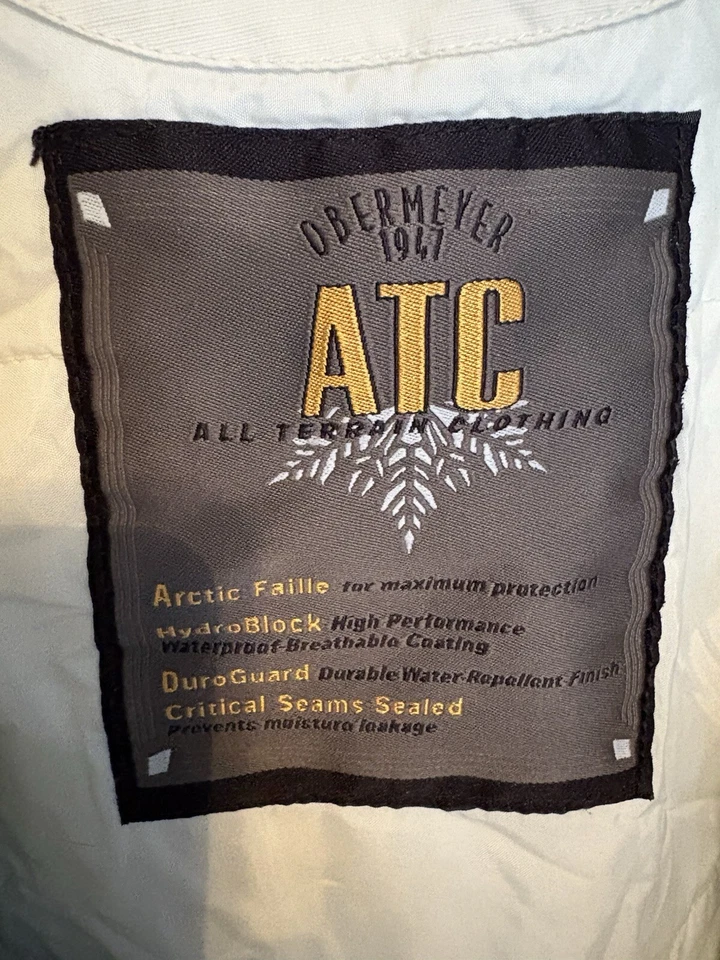 OBERMEYER
1947
ATC
ALL TERRAIN CLOTHING
Arctic Faille for maximum protection
HydroBlock High Performance
Waterproof-Breathable Coating
DuroGuard Durable Water-Repellant Finish
Critical Seams Sealed
Prevents moisture leakage